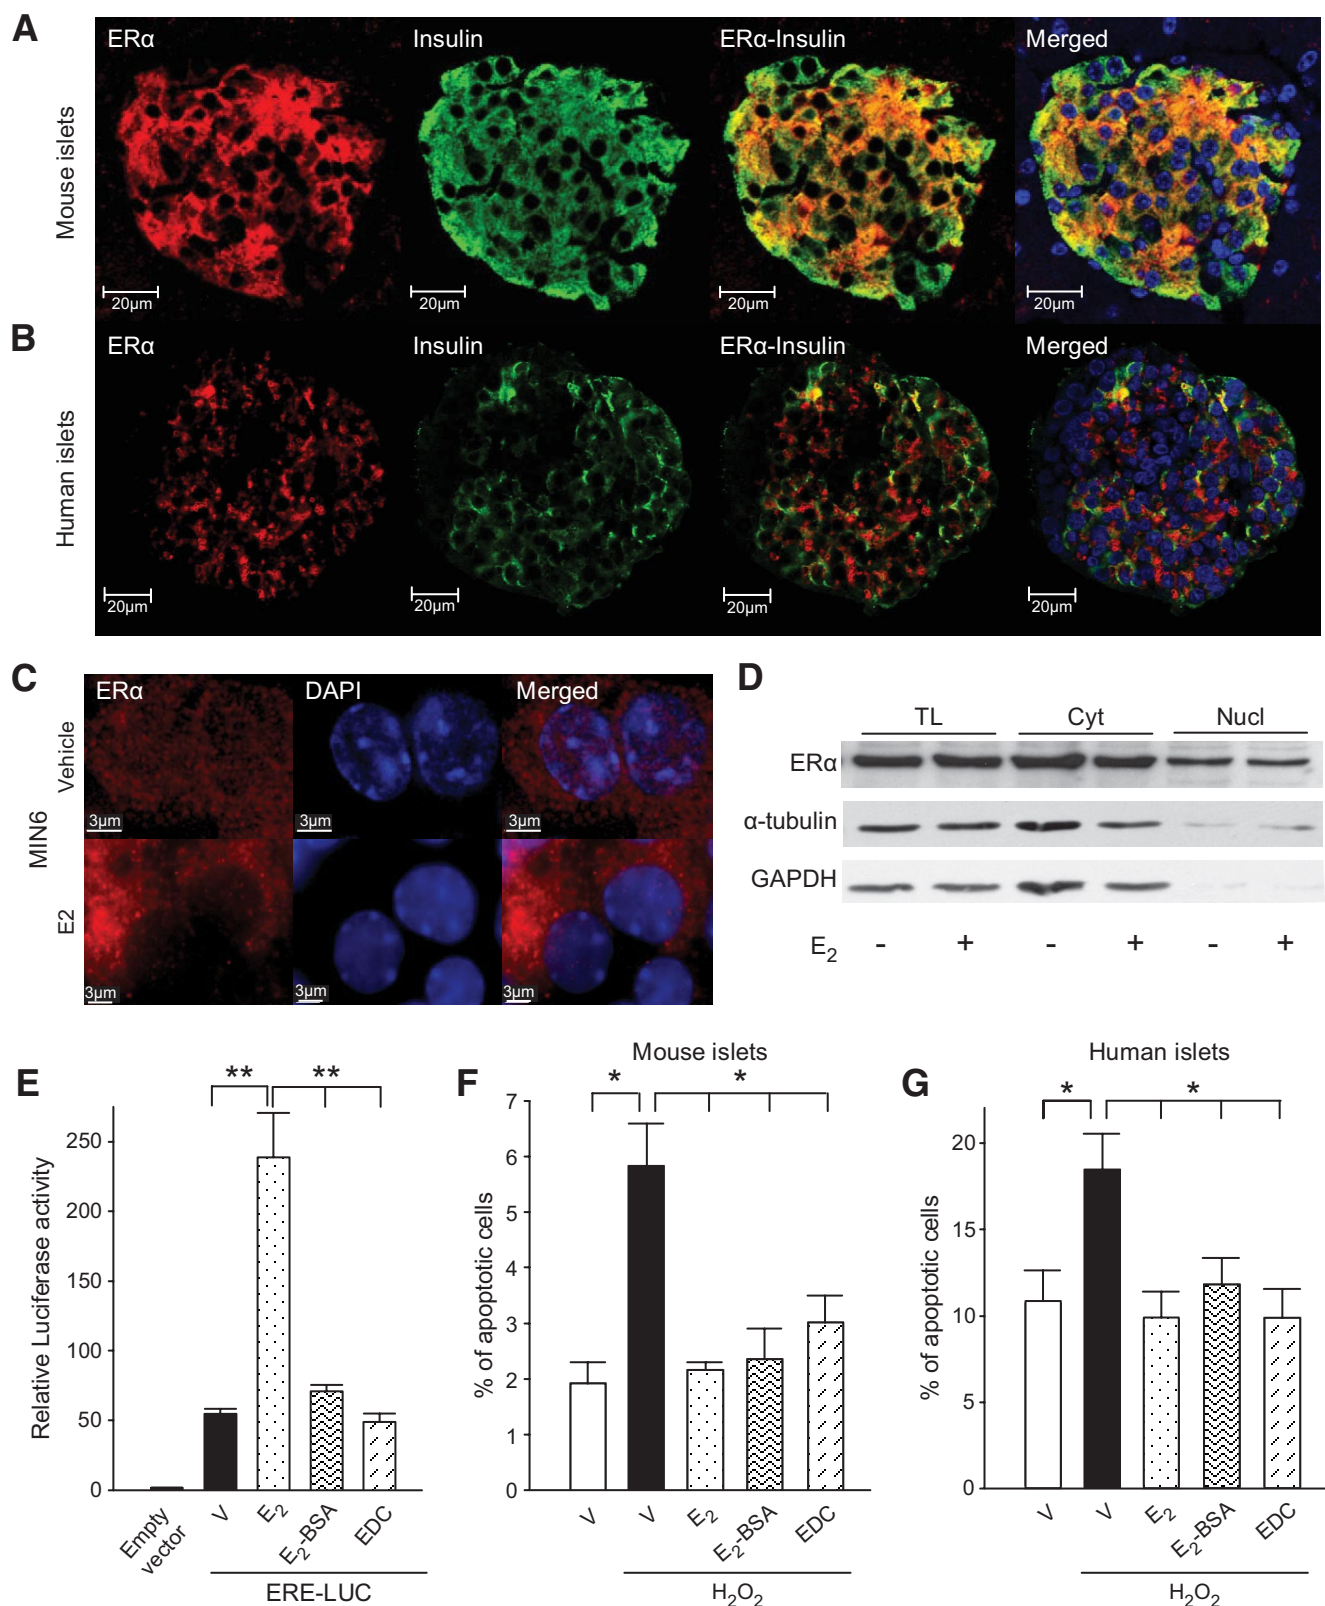 A
ERα
Insulin
ERα-Insulin
Merged
Mouse islets
20µm
20µm
20µm
20µm
B
ERα
Insulin
ERα-Insulin
Merged
Human islets
20µm
20µm
20µm
20µm
C
ERα
DAPI
Merged
MIN6
Vehicle
3µm
3µm
3µm
E2
3µm
3µm
3µm
D
TL
Cyt
Nucl
ERα
α-tubulin
GAPDH
E₂ - + - + - +
E
** **
Relative Luciferase activity
250
200
150
100
50
0
Empty vector
V
E₂
E₂-BSA
EDC
ERE-LUC
F
Mouse islets
* *
% of apoptotic cells
7
6
5
4
3
2
1
0
V
V
E₂
E₂-BSA
EDC
H₂O₂
G
Human islets
* *
% of apoptotic cells
20
15
10
5
0
V
V
E₂
E₂-BSA
EDC
H₂O₂